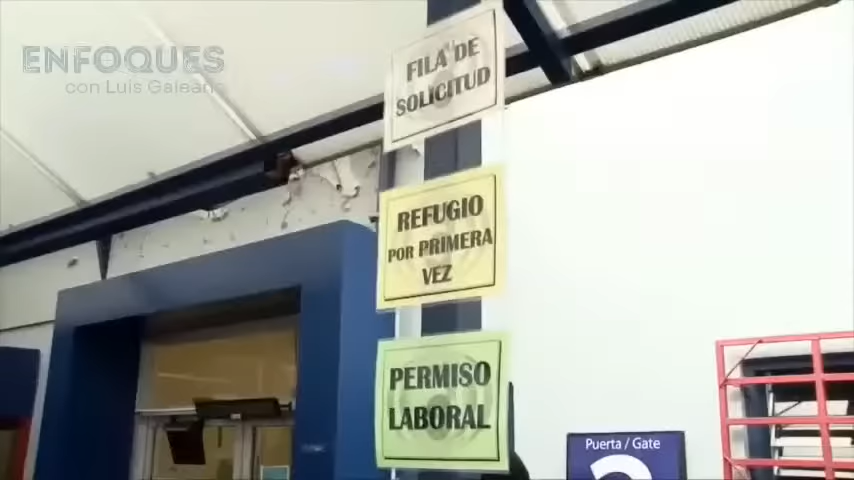 ENFOQUES
con Luis Galeano
FILA DE
SOLICITUD
REFUGIO
POR PRIMERA
VEZ
PERMISO
LABORAL
Puerta / Gate